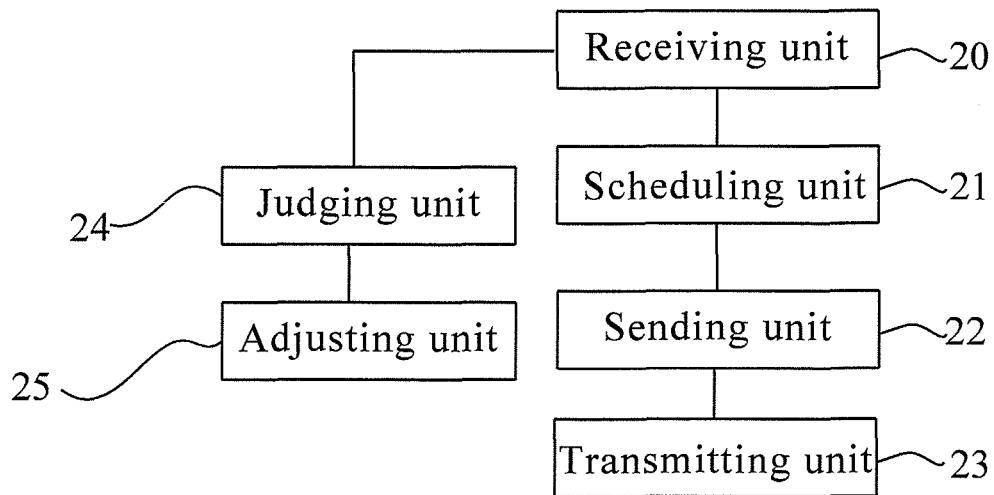 Receiving unit
20
Scheduling unit
21
24
Judging unit
Sending unit
22
25
Adjusting unit
Transmitting unit
23